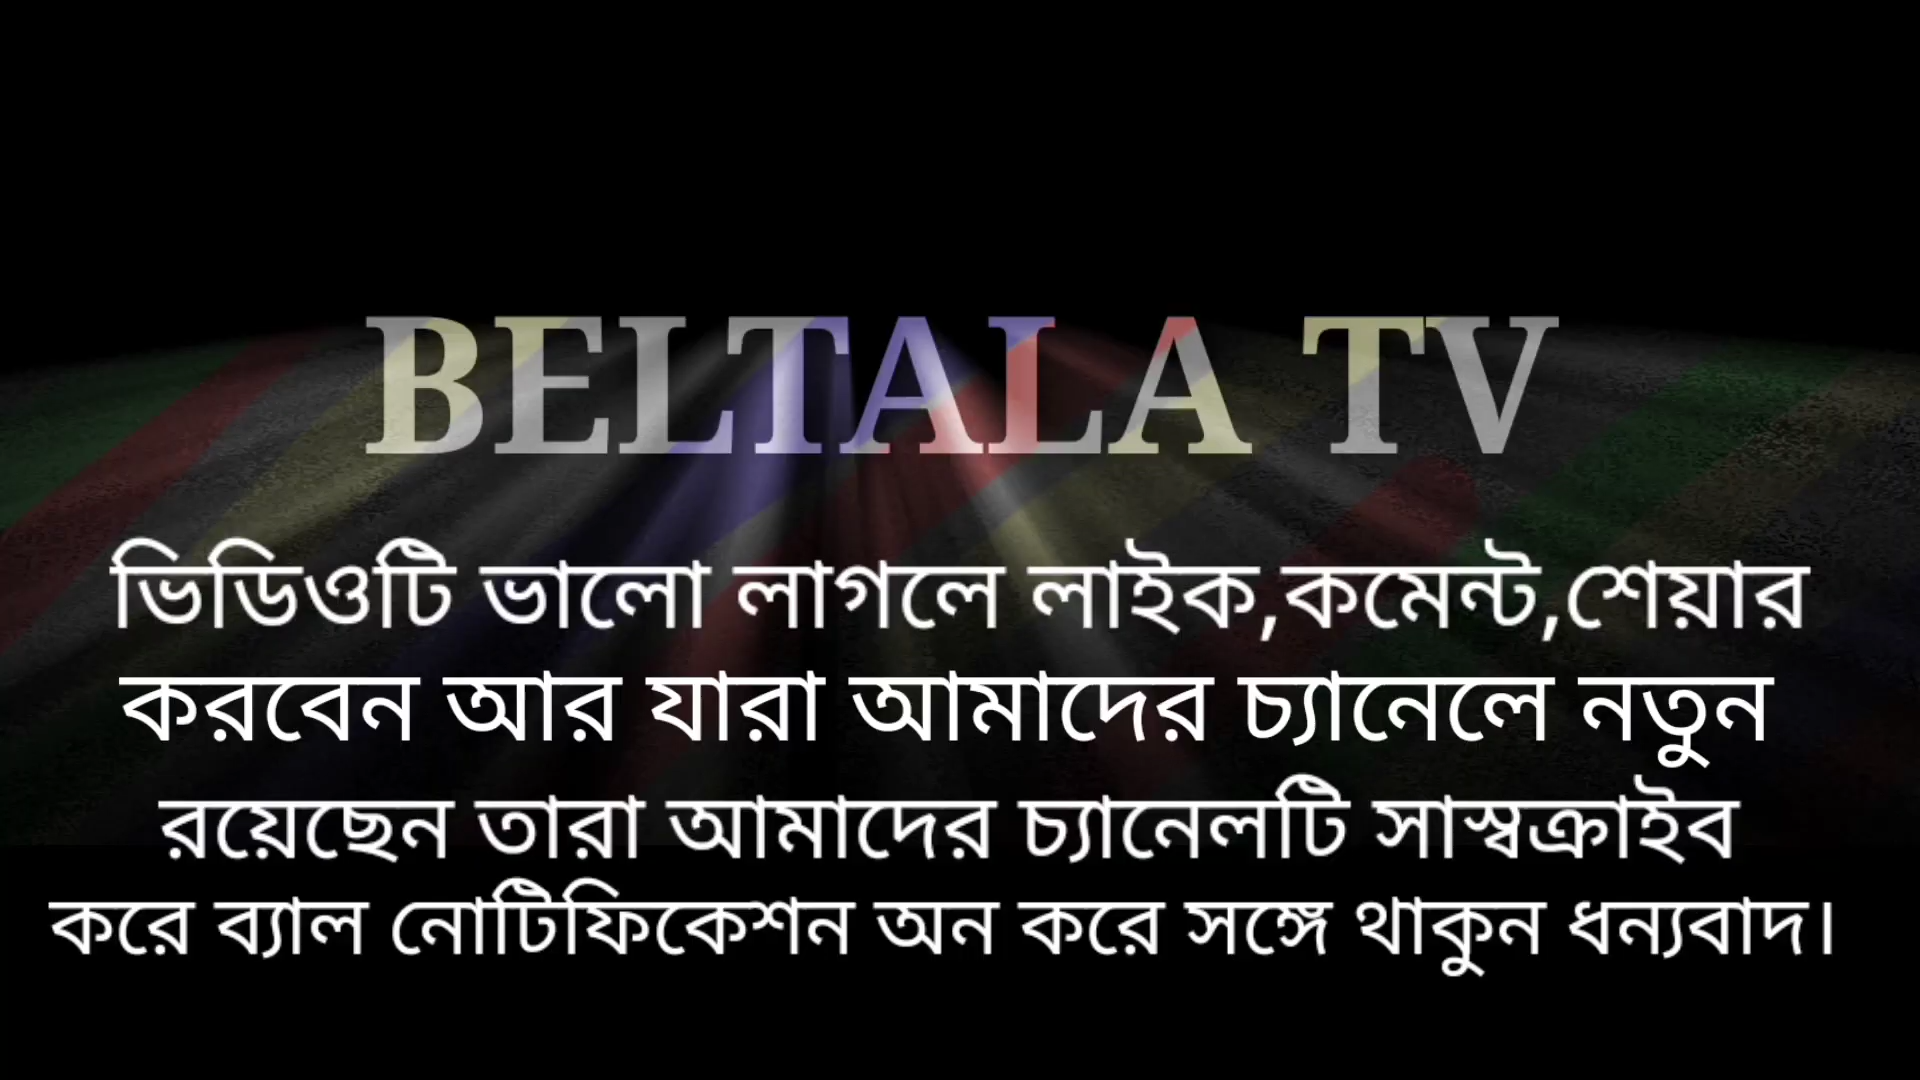 BELTALA TV
ভিডিওটি ভালো লাগলে লাইক,কমেন্ট,শেয়ার
করবেন আর যারা আমাদের চ্যানেলে নতুন
রয়েছেন তারা আমাদের চ্যানেলটি সাস্বক্রাইব
করে ব্যাল নোটিফিকেশন অন করে সঙ্গে থাকুন ধন্যবাদ।